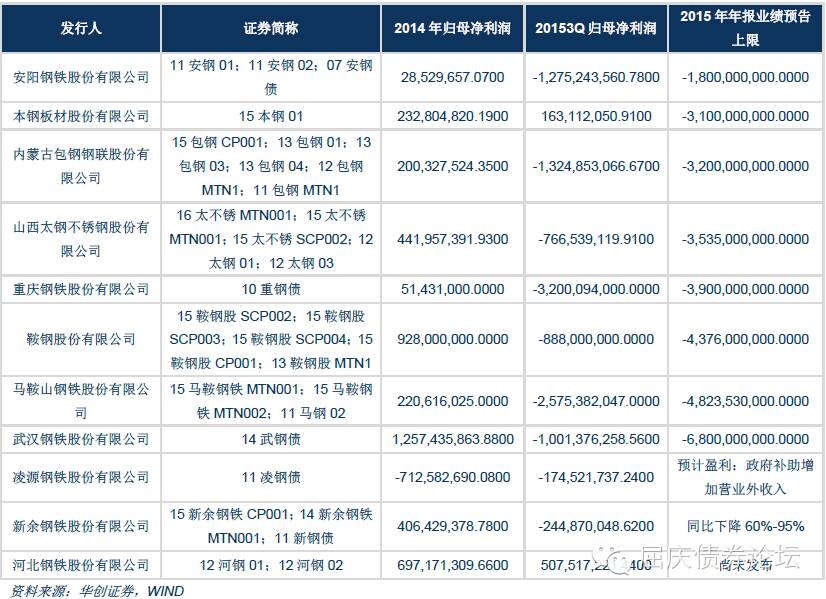 发行人 证券简称 2014 年归母净利润 20153Q 归母净利润 2015 年年报业绩预告
上限
安阳钢铁股份有限公司 11 安钢 01；11 安钢 02；07 安钢
债 28,529,657.0700 -1,275,243,560.7800 -1,800,000,000.0000
本钢板材股份有限公司 15 本钢 01 232,804,820.1900 163,112,050.9100 -3,100,000,000.0000
内蒙古包钢钢联股份有
限公司 15 包钢 CP001；13 包钢 01；13
包钢 03；13 包钢 04；12 包钢
MTN1；11 包钢 MTN1 200,327,524.3500 -1,324,853,066.6700 -3,200,000,000.0000
山西太钢不锈钢股份有
限公司 16 太不锈 MTN001；15 太不锈
MTN001；15 太不锈 SCP002；12
太钢 01；12 太钢 03 441,957,391.9300 -766,539,119.9100 -3,535,000,000.0000
重庆钢铁股份有限公司 10 重钢债 51,431,000.0000 -3,200,094,000.0000 -3,900,000,000.0000
鞍钢股份有限公司 15 鞍钢股 SCP002；15 鞍钢股
SCP003；15 鞍钢股 SCP004；15
鞍钢股 CP001；13 鞍钢股 MTN1 928,000,000.0000 -888,000,000.0000 -4,376,000,000.0000
马鞍山钢铁股份有限公
司 15 马鞍钢铁 MTN001；15 马鞍钢
铁 MTN002；11 马钢 02 220,616,025.0000 -2,575,382,047.0000 -4,823,530,000.0000
武汉钢铁股份有限公司 14 武钢债 1,257,435,863.8800 -1,001,376,258.5600 -6,800,000,000.0000
凌源钢铁股份有限公司 11 凌钢债 -712,582,690.0800 -174,521,737.2400 预计盈利：政府补助增
加营业外收入
新余钢铁股份有限公司 15 新余钢铁 CP001；14 新余钢铁
MTN001；11 新钢债 406,429,378.7800 -244,870,048.6200 同比下降 60%-95%
河北钢铁股份有限公司 12 河钢 01；12 河钢 02 697,171,309.6600 尚未发布
屈庆债券论坛
资料来源：华创证券，WIND